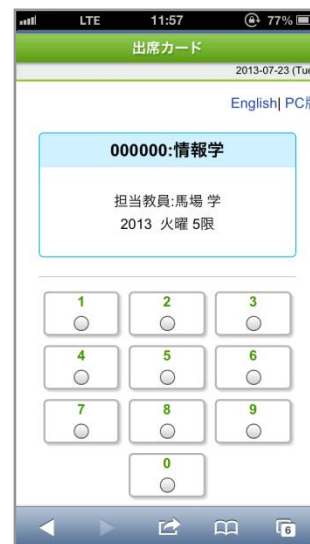 LTE 11:57 77%
出席カード
2013-07-23 (Tue
English| PC版
000000:情報学
担当教員:馬場 学
2013 火曜 5限
1 2 3
4 5 6
7 8 9
0
6